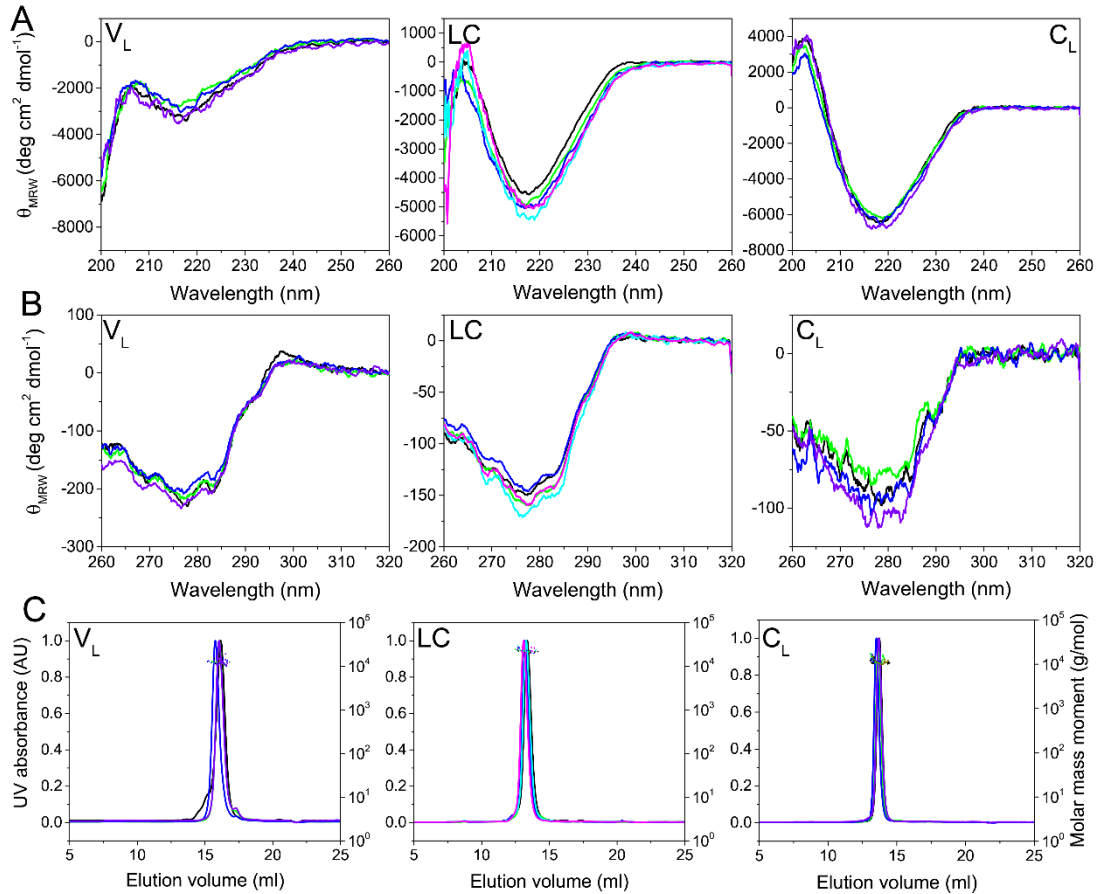 A
V_L
LC
C_L
0
-2000
-4000
-6000
-8000
θ_MRW (deg cm² dmol⁻¹)
200 210 220 230 240 250 260
Wavelength (nm)
1000
0
-1000
-2000
-3000
-4000
-5000
-6000
200 220 240 260
Wavelength (nm)
4000
2000
0
-2000
-4000
-6000
-8000
200 210 220 230 240 250 260
Wavelength (nm)
B
V_L
LC
C_L
100
0
-100
-200
-300
θ_MRW (deg cm² dmol⁻¹)
260 270 280 290 300 310 320
Wavelength (nm)
0
-50
-100
-150
-200
260 270 280 290 300 310 320
Wavelength (nm)
0
-50
-100
260 270 280 290 300 310 320
Wavelength (nm)
C
V_L
LC
C_L
UV absorbance (AU)
1.0
0.8
0.6
0.4
0.2
0.0
10⁵
10⁴
10³
10²
10¹
10⁰
5 10 15 20 25
Elution volume (ml)
1.0
0.8
0.6
0.4
0.2
0.0
10⁵
10⁴
10³
10²
10¹
10⁰
5 10 15 20 25
Elution volume (ml)
1.0
0.8
0.6
0.4
0.2
0.0
10⁵
10⁴
10³
10²
10¹
10⁰
Molar mass moment (g/mol)
5 10 15 20 25
Elution volume (ml)